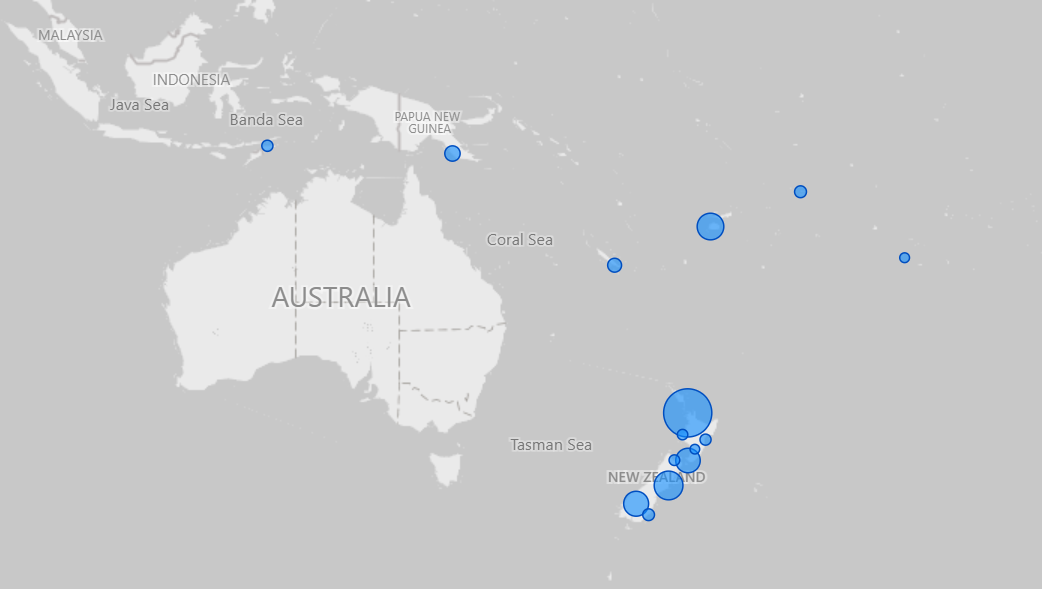 MALAYSIA
INDONESIA
Java Sea
Banda Sea
PAPUA NEW
GUINEA
Coral Sea
AUSTRALIA
Tasman Sea
NEW ZEALAND